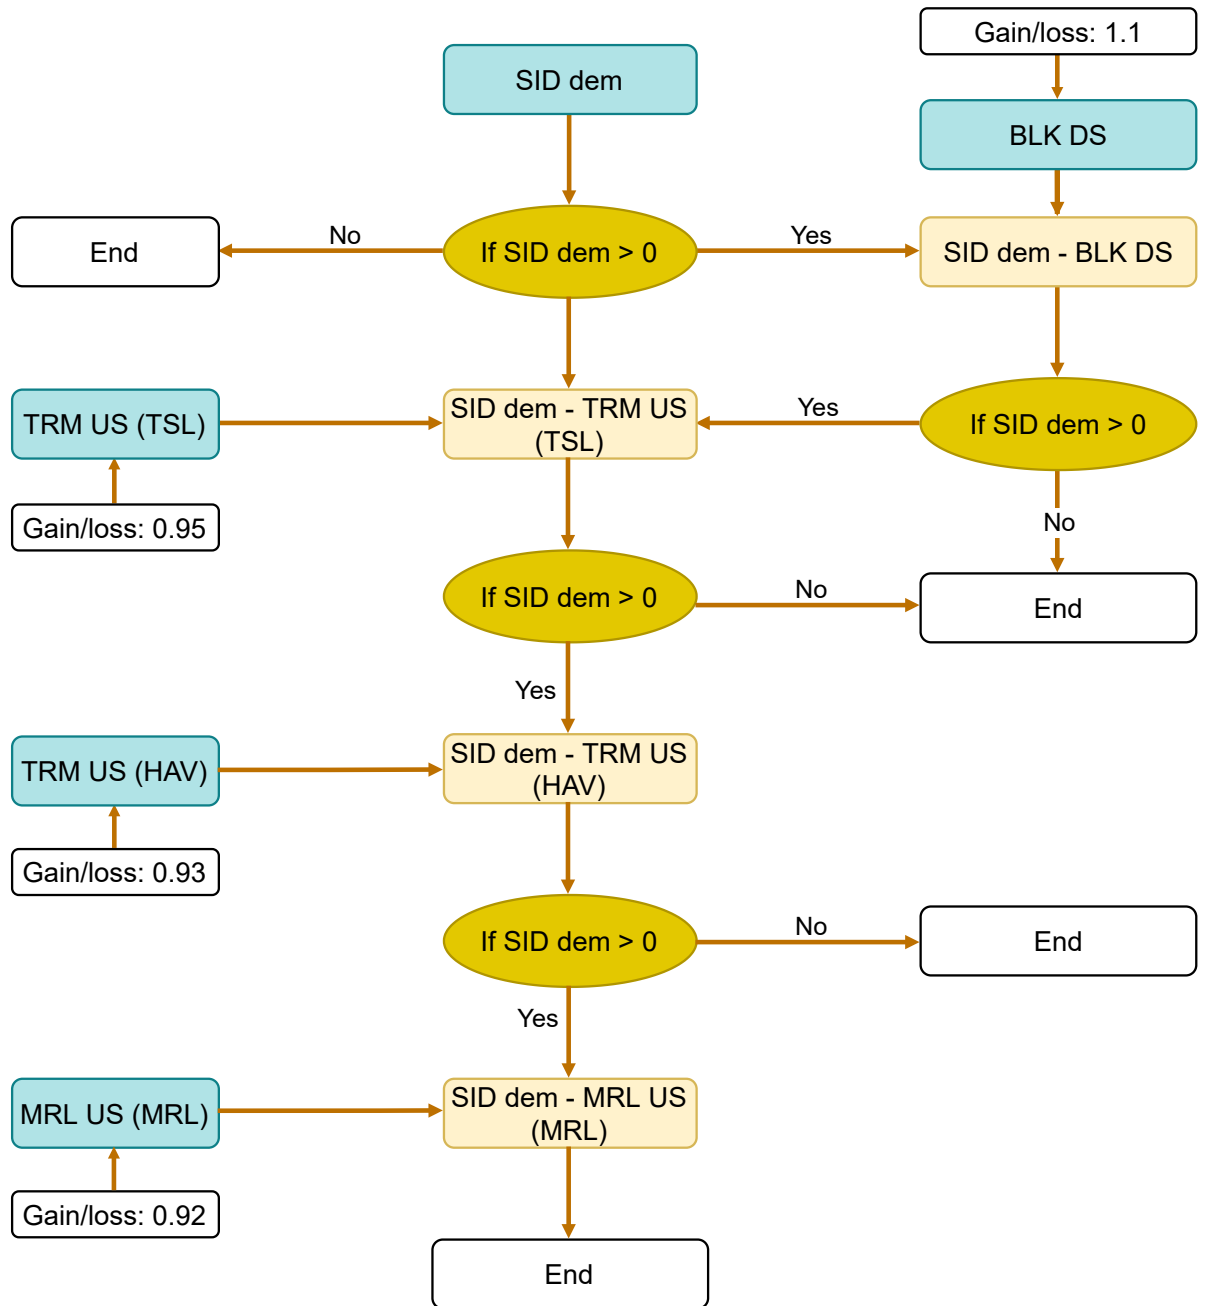 Gain/loss: 1.1
SID dem
BLK DS
End
No
If SID dem > 0
Yes
SID dem - BLK DS
TRM US (TSL)
SID dem - TRM US
(TSL)
Yes
If SID dem > 0
Gain/loss: 0.95
No
If SID dem > 0
No
End
Yes
TRM US (HAV)
SID dem - TRM US
(HAV)
Gain/loss: 0.93
If SID dem > 0
No
End
Yes
MRL US (MRL)
SID dem - MRL US
(MRL)
Gain/loss: 0.92
End